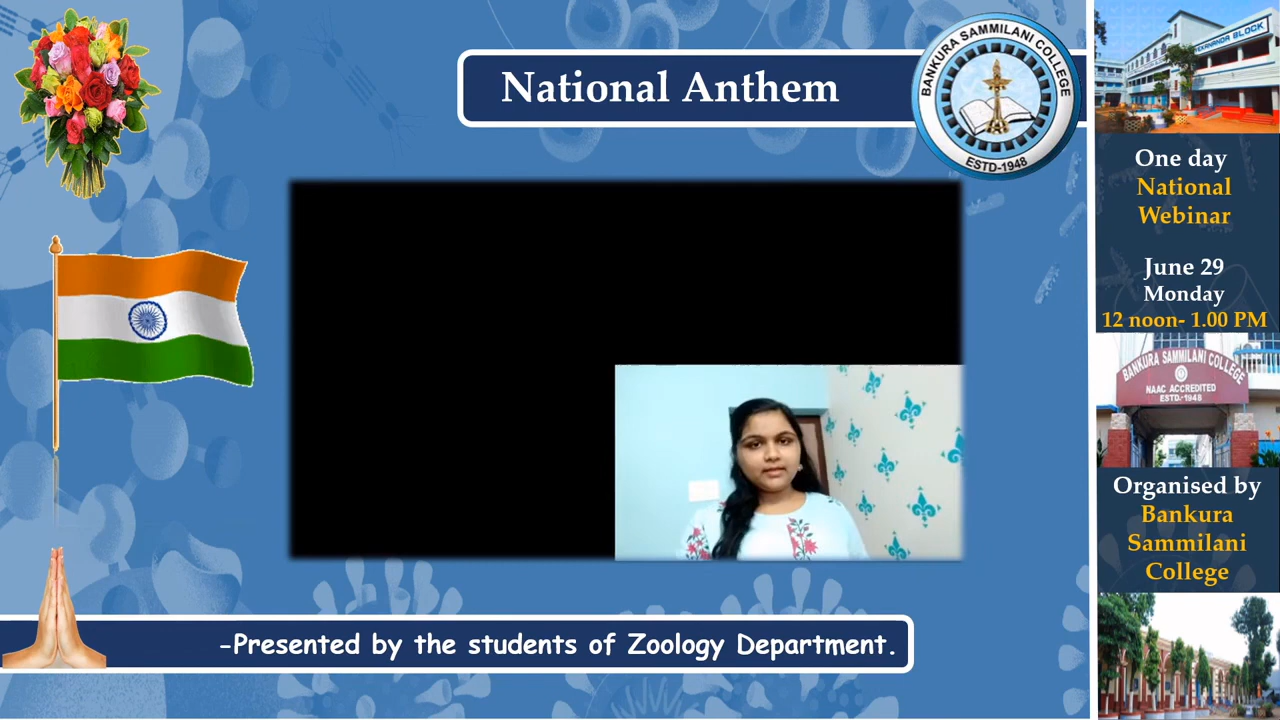 National Anthem
BANKURA SAMMILANI COLLEGE
ESTD-1948
-Presented by the students of Zoology Department.
VEKANANDA BLOCK
One day
National
Webinar
June 29
Monday
12 noon- 1.00 PM
BANKURA SAMMILANI COLLEGE
NAAC ACCREDITED
ESTD.-1948
Organised by
Bankura
Sammilani
College